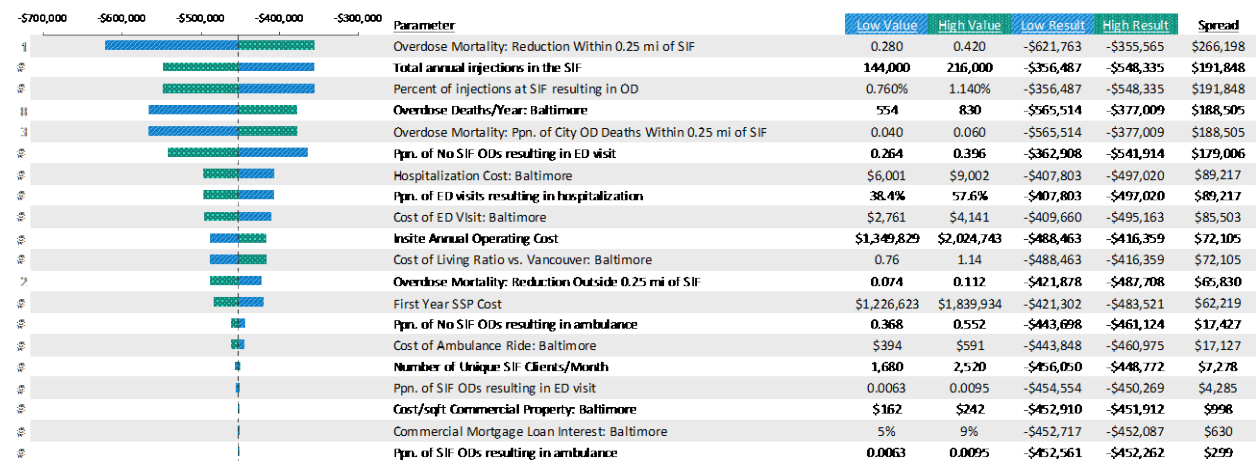 -$700,000 -$600,000 -$500,000 -$400,000 -$300,000 Parameter Low Value High Value Low Result High Result Spread
1 Overdose Mortality: Reduction Within 0.25 mi of SIF 0.280 0.420 -$621,763 -$355,565 $266,198
Total annual injections in the SIF 144,000 216,000 -$356,487 -$548,335 $191,848
Percent of injections at SIF resulting in OD 0.760% 1.140% -$356,487 -$548,335 $191,848
Overdose Deaths/Year: Baltimore 554 830 -$565,514 -$377,009 $188,505
3 Overdose Mortality: Ppn. of City OD Deaths Within 0.25 mi of SIF 0.040 0.060 -$565,514 -$377,009 $188,505
Ppn. of No SIF ODs resulting in ED visit 0.264 0.396 -$362,908 -$541,914 $179,006
Hospitalization Cost: Baltimore $6,001 $9,002 -$407,803 -$497,020 $89,217
Ppn. of ED visits resulting in hospitalization 38.4% 57.6% -$407,803 -$497,020 $89,217
Cost of ED VIsit: Baltimore $2,761 $4,141 -$409,660 -$495,163 $85,503
Insite Annual Operating Cost $1,349,829 $2,024,743 -$488,463 -$416,359 $72,105
Cost of Living Ratio vs. Vancouver: Baltimore 0.76 1.14 -$488,463 -$416,359 $72,105
2 Overdose Mortality: Reduction Outside 0.25 mi of SIF 0.074 0.112 -$421,878 -$487,708 $65,830
First Year SSP Cost $1,226,623 $1,839,934 -$421,302 -$483,521 $62,219
Ppn. of No SIF ODs resulting in ambulance 0.368 0.552 -$443,698 -$461,124 $17,427
Cost of Ambulance Ride: Baltimore $394 $591 -$443,848 -$460,975 $17,127
Number of Unique SIF Clients/Month 1,680 2,520 -$456,050 -$448,772 $7,278
Ppn. of SIF ODs resulting in ED visit 0.0063 0.0095 -$454,554 -$450,269 $4,285
Cost/sqft Commercial Property: Baltimore $162 $242 -$452,910 -$451,912 $998
Commercial Mortgage Loan Interest: Baltimore 5% 9% -$452,717 -$452,087 $630
Ppn. of SIF ODs resulting in ambulance 0.0063 0.0095 -$452,561 -$452,262 $299